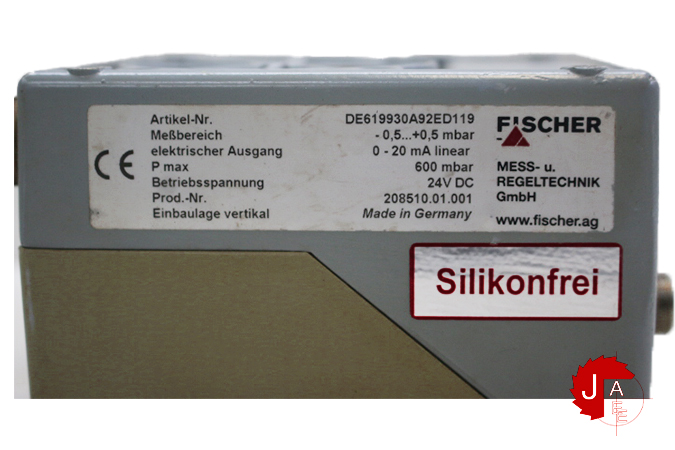 Artikel-Nr. DE619930A92ED119
Meßbereich - 0,5...+0,5 mbar
elektrischer Ausgang 0 - 20 mA linear
P max 600 mbar
Betriebsspannung 24V DC
Prod.-Nr. 208510.01.001
Einbaulage vertikal Made in Germany
CE
FISCHER
MESS- u.
REGELTECHNIK
GmbH
www.fischer.ag
Silikonfrei
J A